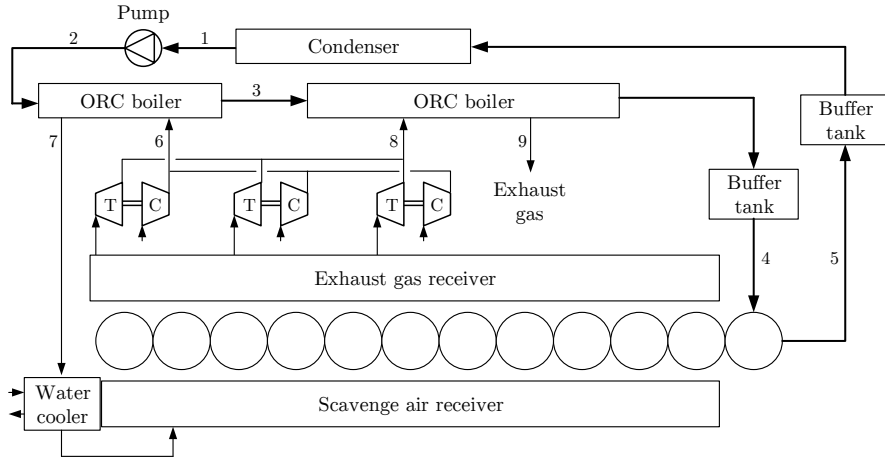 Pump
2
1
Condenser
ORC boiler
3
ORC boiler
Buffer
tank
7
6
8
9
Exhaust
gas
Buffer
tank
T
C
T
C
T
C
4
5
Exhaust gas receiver
Water
cooler
Scavenge air receiver